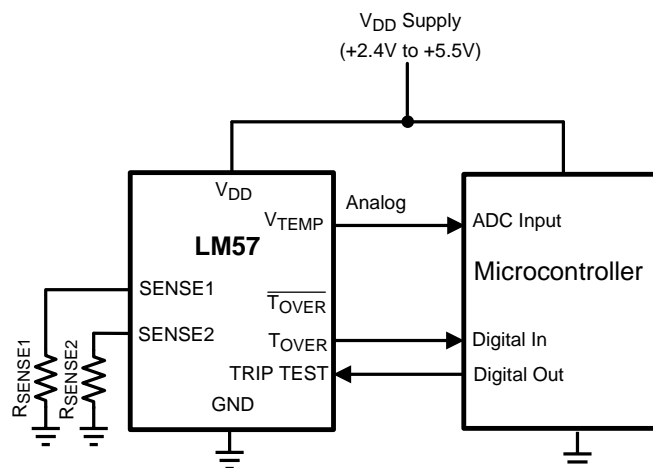 VDD Supply
(+2.4V to +5.5V)
VDD
VTEMP
Analog
ADC Input
LM57
Microcontroller
SENSE1
TOVER
SENSE2
TOVER
Digital In
TRIP TEST
Digital Out
GND
RSENSE1
RSENSE2